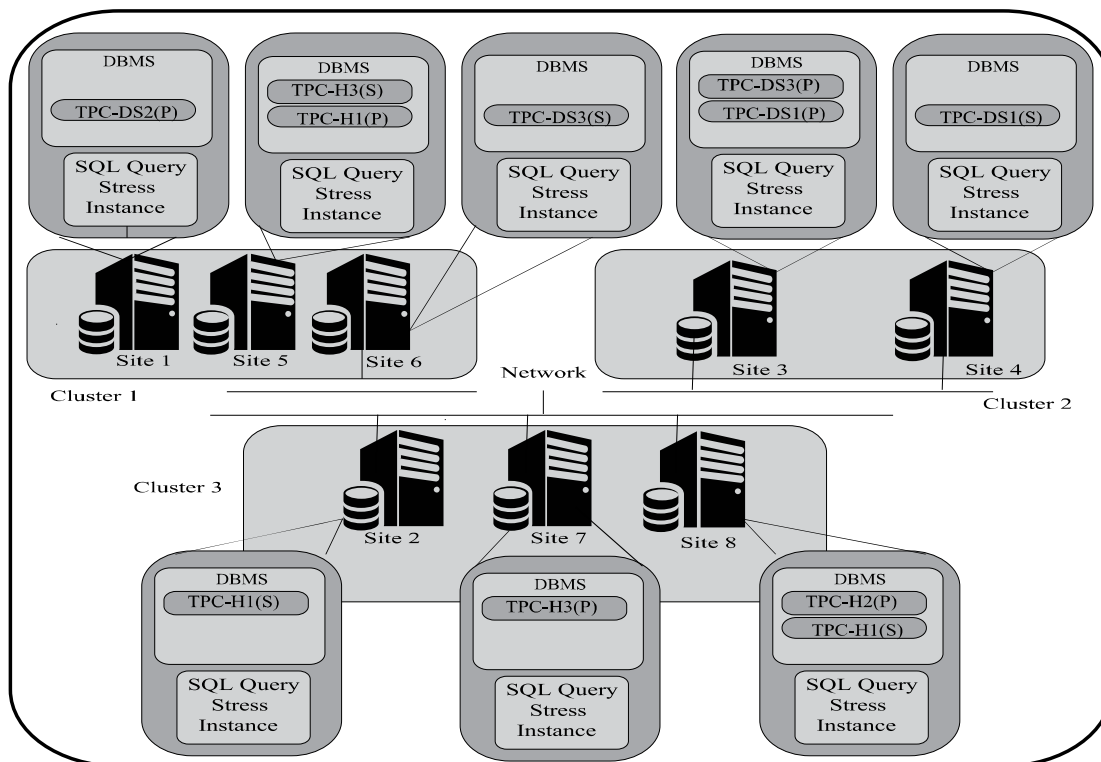 DBMS
TPC-DS2(P)
SQL Query
Stress
Instance
DBMS
TPC-H3(S)
TPC-H1(P)
SQL Query
Stress
Instance
DBMS
TPC-DS3(S)
SQL Query
Stress
Instance
DBMS
TPC-DS3(P)
TPC-DS1(P)
SQL Query
Stress
Instance
DBMS
TPC-DS1(S)
SQL Query
Stress
Instance
Site 1
Site 5
Site 6
Site 3
Site 4
Cluster 1
Network
Cluster 2
Cluster 3
Site 2
Site 7
Site 8
DBMS
TPC-H1(S)
SQL Query
Stress
Instance
DBMS
TPC-H3(P)
SQL Query
Stress
Instance
DBMS
TPC-H2(P)
TPC-H1(S)
SQL Query
Stress
Instance